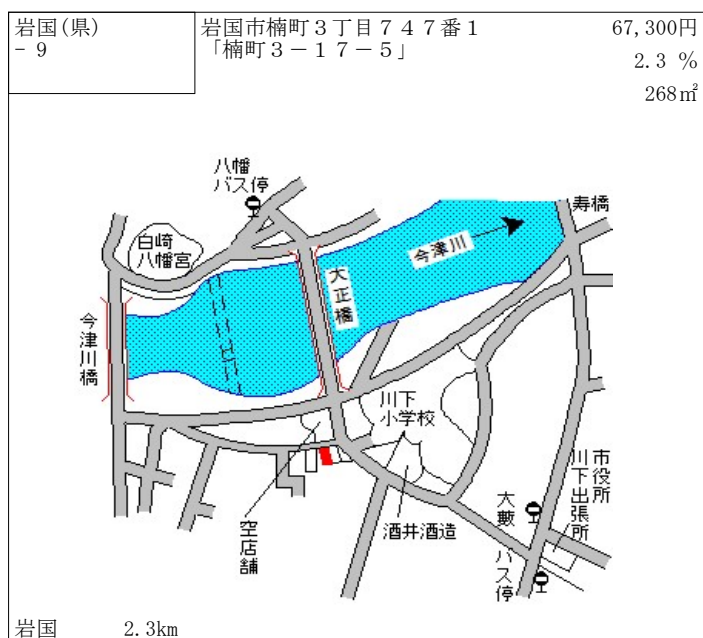 岩国(県)
－9
岩国市楠町３丁目７４７番１
「楠町３－１７－５」
67,300円
2.3 %
268㎡
八幡
バス停
寿橋
白崎
八幡宮
今津川
大正橋
今津川橋
川下
小学校
市役所
川下出張所
空店舗
酒井酒造
大藪
バス停
岩国 2.3km